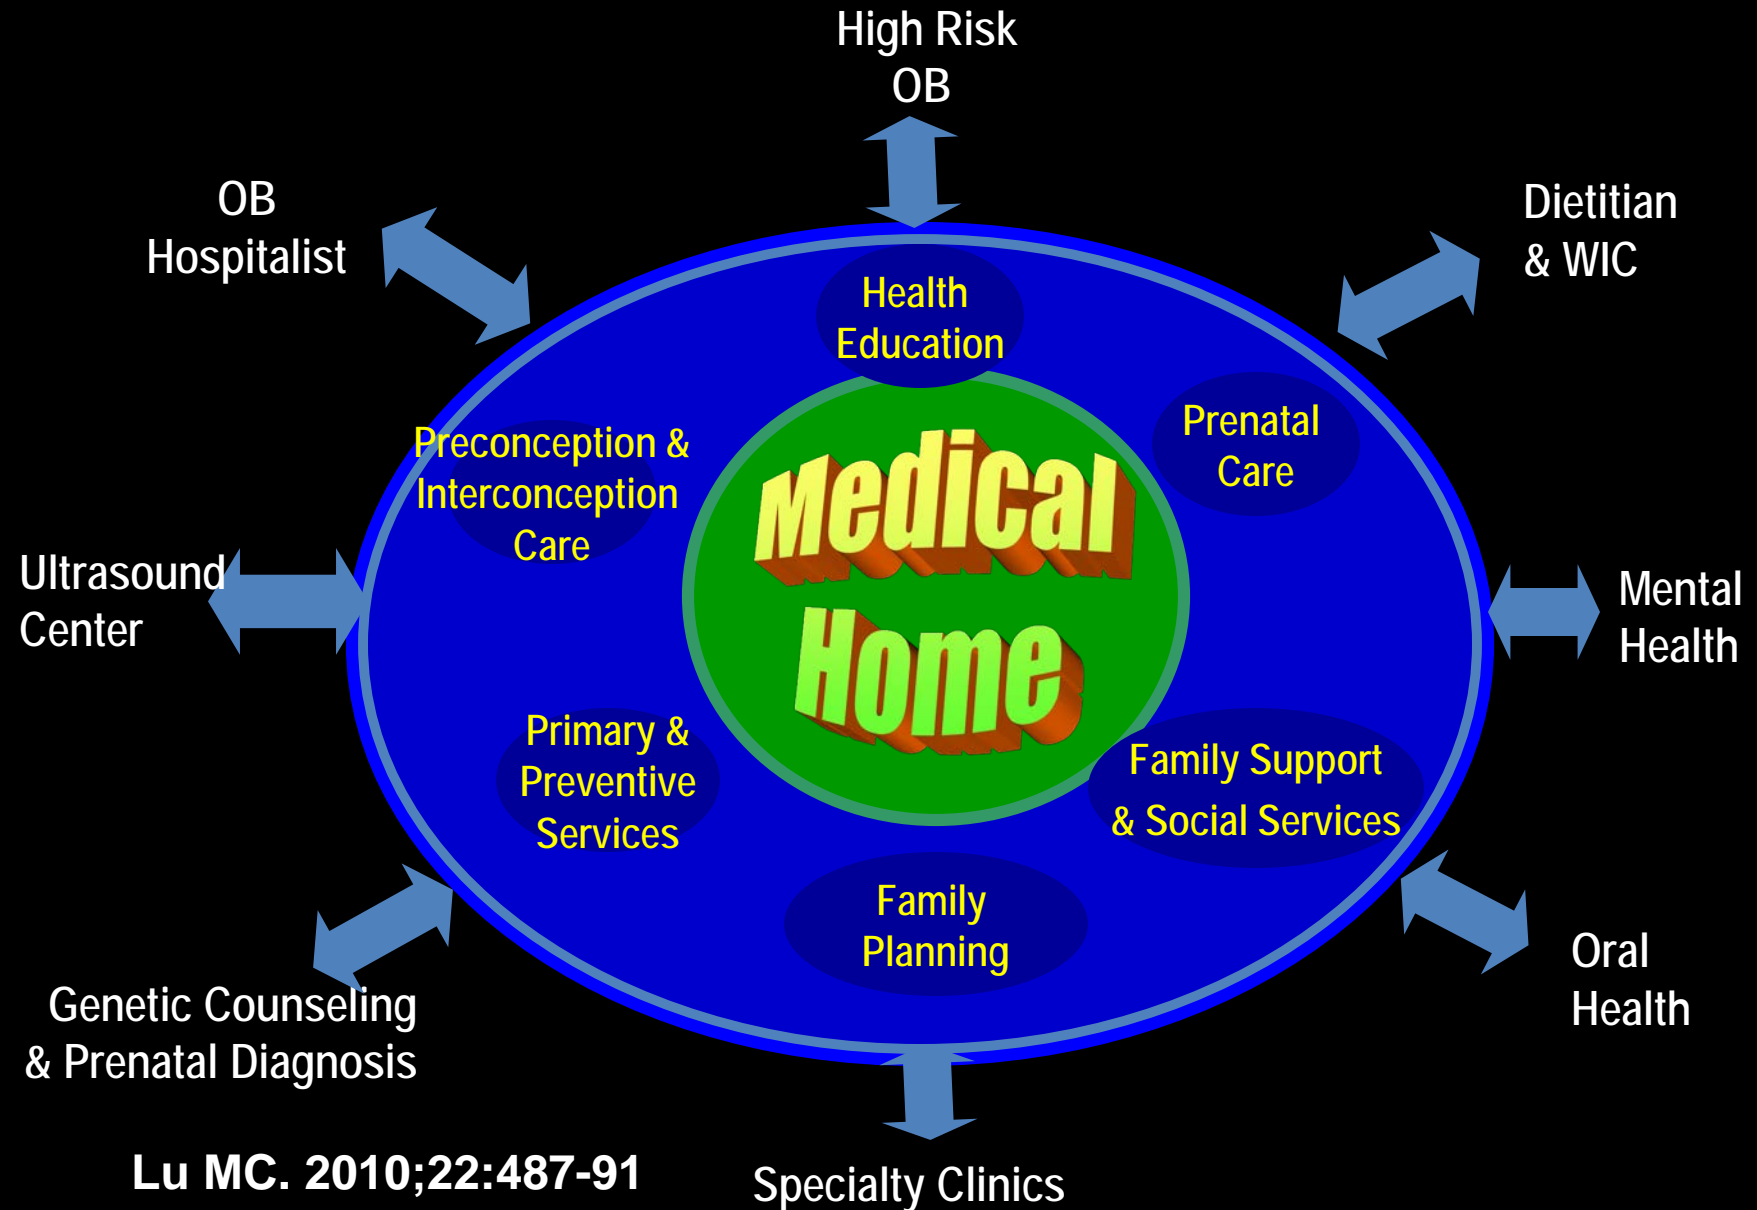 High Risk
OB
OB
Hospitalist
Dietitian
& WIC
Health
Education
Preconception &
Interconception
Care
Prenatal
Care
Medical
Home
Ultrasound
Center
Mental
Health
Primary &
Preventive
Services
Family Support
& Social Services
Family
Planning
Genetic Counseling
& Prenatal Diagnosis
Oral
Health
Lu MC. 2010;22:487-91
Specialty Clinics